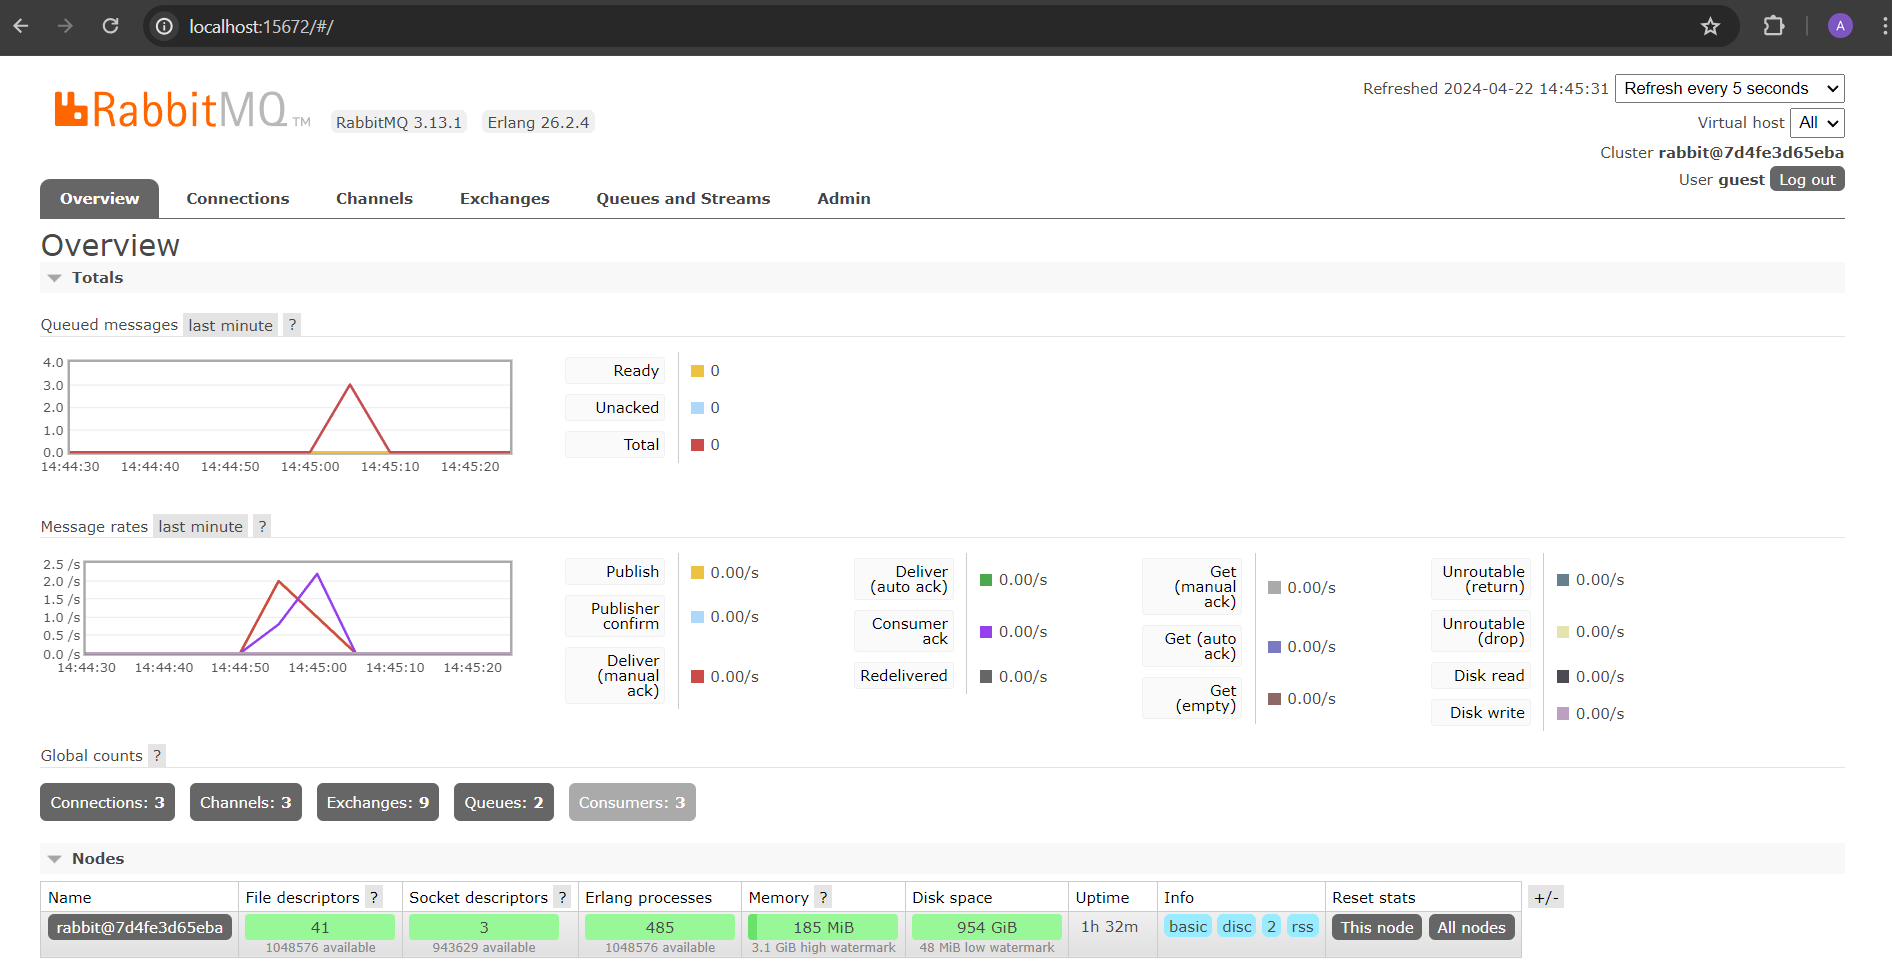 localhost:15672/#/
A
RabbitMQ TM
RabbitMQ 3.13.1 Erlang 26.2.4
Refreshed 2024-04-22 14:45:31 Refresh every 5 seconds
Virtual host All
Cluster rabbit@7d4fe3d65eba
User guest Log out
Overview Connections Channels Exchanges Queues and Streams Admin
Overview
Totals
Queued messages last minute ?
4.0
3.0
2.0
1.0
0.0
14:44:30 14:44:40 14:44:50 14:45:00 14:45:10 14:45:20
Ready 0
Unacked 0
Total 0
Message rates last minute ?
2.5 /s
2.0 /s
1.5 /s
1.0 /s
0.5 /s
0.0 /s
14:44:30 14:44:40 14:44:50 14:45:00 14:45:10 14:45:20
Publish 0.00/s
Publisher
confirm 0.00/s
Deliver
(manual
ack) 0.00/s
Deliver
(auto ack) 0.00/s
Consumer
ack 0.00/s
Redelivered 0.00/s
Get
(manual
ack) 0.00/s
Get (auto
ack) 0.00/s
Get
(empty) 0.00/s
Unroutable
(return) 0.00/s
Unroutable
(drop) 0.00/s
Disk read 0.00/s
Disk write 0.00/s
Global counts ?
Connections: 3 Channels: 3 Exchanges: 9 Queues: 2 Consumers: 3
Nodes
Name File descriptors ? Socket descriptors ? Erlang processes Memory ? Disk space Uptime Info Reset stats +/-
rabbit@7d4fe3d65eba 41 3 485 185 MiB 954 GiB 1h 32m basic disc 2 rss This node All nodes
1048576 available 943629 available 1048576 available 3.1 GiB high watermark 48 MiB low watermark